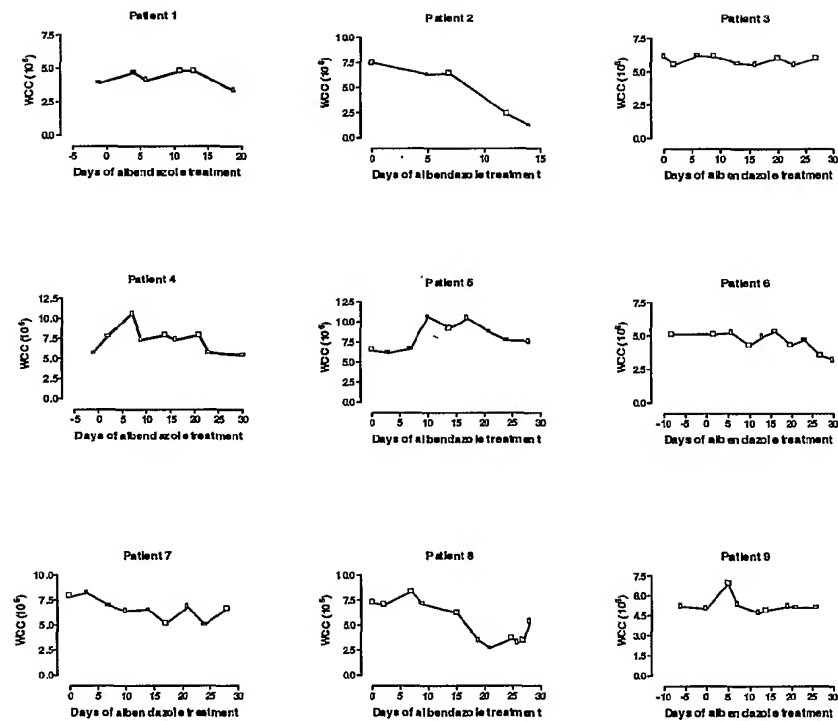 Patient 1
WCC (10⁶)
7.5
5.0
2.5
0.0
-5 0 5 10 15 20
Days of albendazole treatment
Patient 2
WCC (10⁶)
10.0
7.5
5.0
2.5
0.0
0 5 10 15
Days of albendazole treatment
Patient 3
WCC (10⁶)
7.5
5.0
2.5
0.0
0 5 10 15 20 25 30
Days of albendazole treatment
Patient 4
WCC (10⁶)
12.5
10.0
7.5
5.0
2.5
0.0
-5 0 5 10 15 20 25 30
Days of albendazole treatment
Patient 5
WCC (10⁶)
12.5
10.0
7.5
5.0
2.5
0.0
0 5 10 15 20 25 30
Days of albendazole treatment
Patient 6
WCC (10⁶)
7.5
5.0
2.5
0.0
-10 -5 0 5 10 15 20 25 30
Days of albendazole treatment
Patient 7
WCC (10⁶)
10.0
7.5
5.0
2.5
0.0
0 5 10 15 20 25 30
Days of albendazole treatment
Patient 8
WCC (10⁶)
10.0
7.5
5.0
2.5
0.0
0 5 10 15 20 25 30
Days of albendazole treatment
Patient 9
WCC (10⁶)
7.5
6.0
4.5
3.0
1.5
0.0
-10 -5 0 5 10 15 20 25 30
Days of albendazole treatment